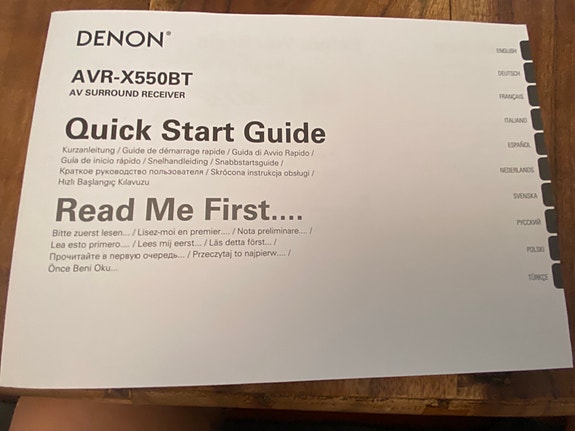 DENON®
AVR-X550BT
AV SURROUND RECEIVER
Quick Start Guide
Kurzanleitung / Guide de démarrage rapide / Guida di Avvio Rapido /
Guía de inicio rápido / Snelhandleiding / Snabbstartsguide /
Краткое руководство пользователя / Skrócona instrukcja obsługi /
Hızlı Başlangıç Kılavuzu
Read Me First....
Bitte zuerst lesen... / Lisez-moi en premier.... / Nota preliminare.... /
Lea esto primero.... / Lees mij eerst... / Läs detta först... /
Прочитайте в первую очередь... / Przeczytaj to najpierw.... /
Önce Beni Oku...
ENGLISH
DEUTSCH
FRANÇAIS
ITALIANO
ESPAÑOL
NEDERLANDS
SVENSKA
РУССКИЙ
POLSKI
TÜRKÇE